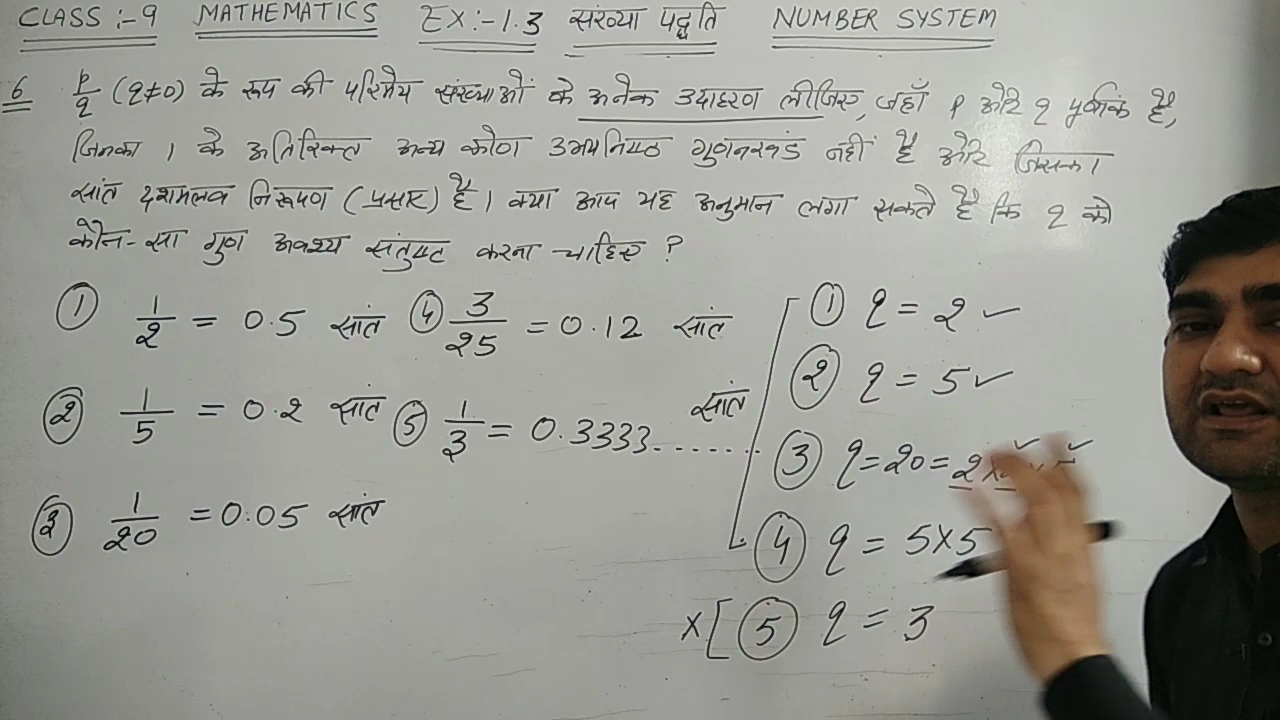 CLASS :- 9 MATHEMATICS EX:- 1.3 संख्या पद्धति NUMBER SYSTEM
6 p/q (q≠0) के रूप की परिमेय संख्याओं के अनेक उदाहरण लीजिए, जहाँ p और q पूर्णांक है,
जिनका 1 के अतिरिक्त अन्य कोण उभयनिष्ठ गुणनखंड नहीं है और जिसका
सांत दशमलव निरूपण (प्रसार) है। क्या आप यह अनुमान लगा सकते है कि q को
कौन-सा गुण अवश्य संतुष्ट करना चाहिए ?
① 1/2 = 0.5 सांत ④ 3/25 = 0.12 सांत
② 1/5 = 0.2 सांत ⑤ 1/3 = 0.3333.......
③ 1/20 = 0.05 सांत
सांत
① q = 2 ✓
② q = 5 ✓
③ q = 20 = 2×
④ q = 5×5
× [ ⑤ q = 3